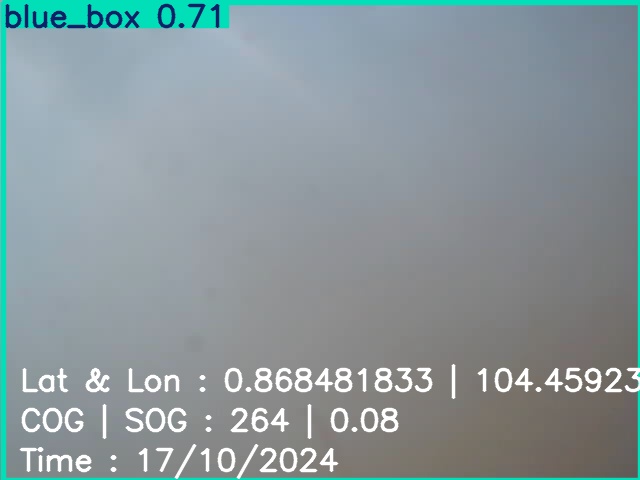 blue_box 0.71
Lat & Lon : 0.868481833 | 104.45923
COG | SOG : 264 | 0.08
Time : 17/10/2024